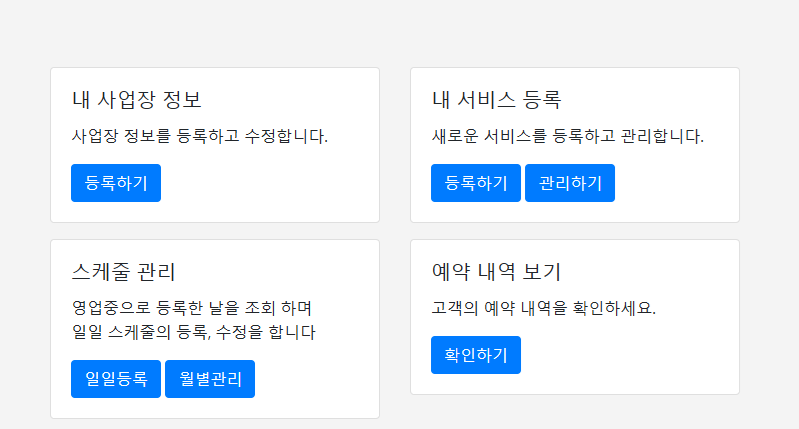 내 사업장 정보
사업장 정보를 등록하고 수정합니다.
등록하기
내 서비스 등록
새로운 서비스를 등록하고 관리합니다.
등록하기 관리하기
스케줄 관리
영업중으로 등록한 날을 조회 하며
일일 스케줄의 등록, 수정을 합니다
일일등록 월별관리
예약 내역 보기
고객의 예약 내역을 확인하세요.
확인하기